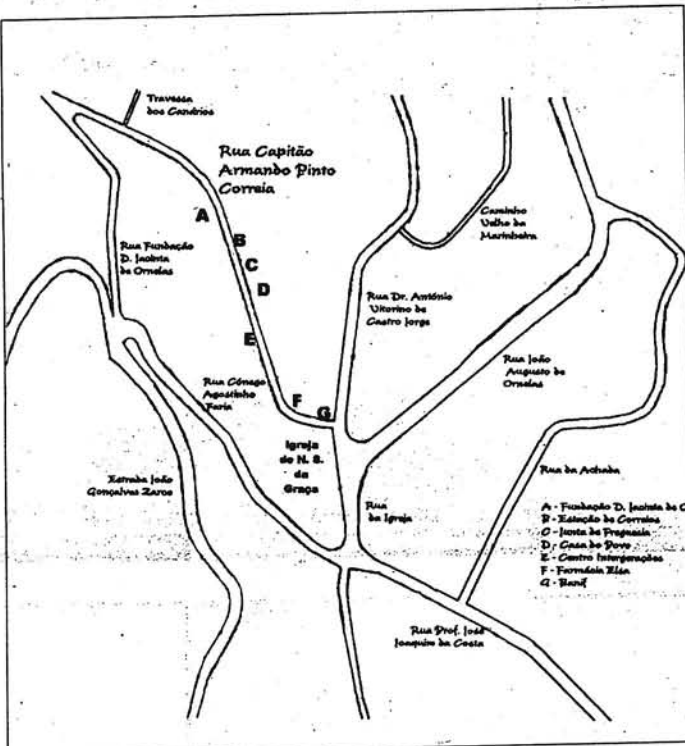 Travessa
dos Candrios
Rua Capitão
Armando Pinto
Correia
A
B
C
D
E
F
G
Rua Fundação
D. Jacinta
de Ornelas
Caminho
Velho da
Marinheira
Rua Dr. António
Vitorino de
Castro Jorge
Rua João
Augusto de
Ornelas
Rua Cónego
Agostinho
Faria
Igreja
de N. S.
da
Graça
Estrada João
Gonçalves Zarco
Rua
da Igreja
Rua da Achada
A - Fundação D. Jacinta de O
B - Estação de Correios
C - Junta de Freguesia
D - Casa do Povo
E - Centro Intergerações
F - Farmácia Elsa
G - Banif
Rua Prof. José
Joaquim da Costa